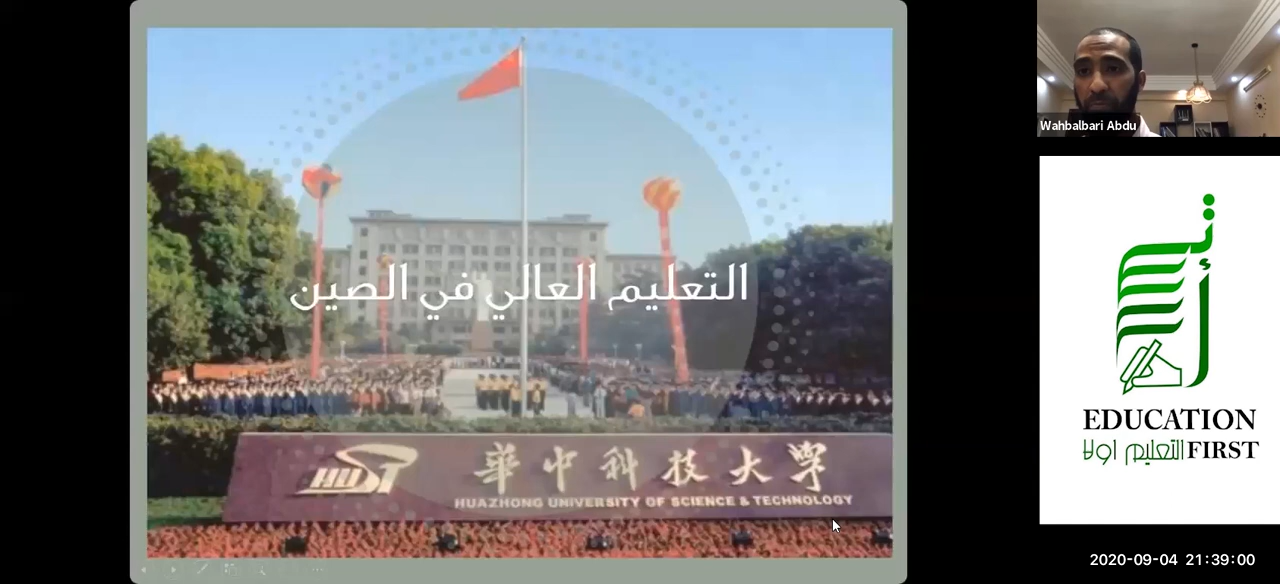 التعليم العالي في الصين
HUST 華中科技大學
HUAZHONG UNIVERSITY OF SCIENCE & TECHNOLOGY
Wahbalbari Abdu
EDUCATION
التعليم اولا FIRST
2020-09-04 21:39:00